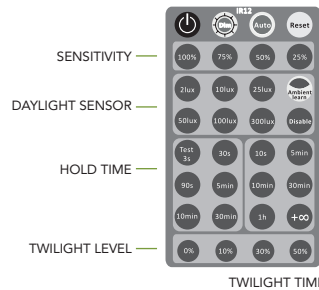 IR12
Dim Auto Reset
SENSITIVITY 100% 75% 50% 25%
DAYLIGHT SENSOR
2lux 10lux 25lux Ambient learn
50lux 100lux 300lux Disable
HOLD TIME
Test 3s 30s 10s 5min
90s 5min 10min 30min
10min 30min 1h +∞
TWILIGHT LEVEL 0% 10% 30% 50%
TWILIGHT TIME